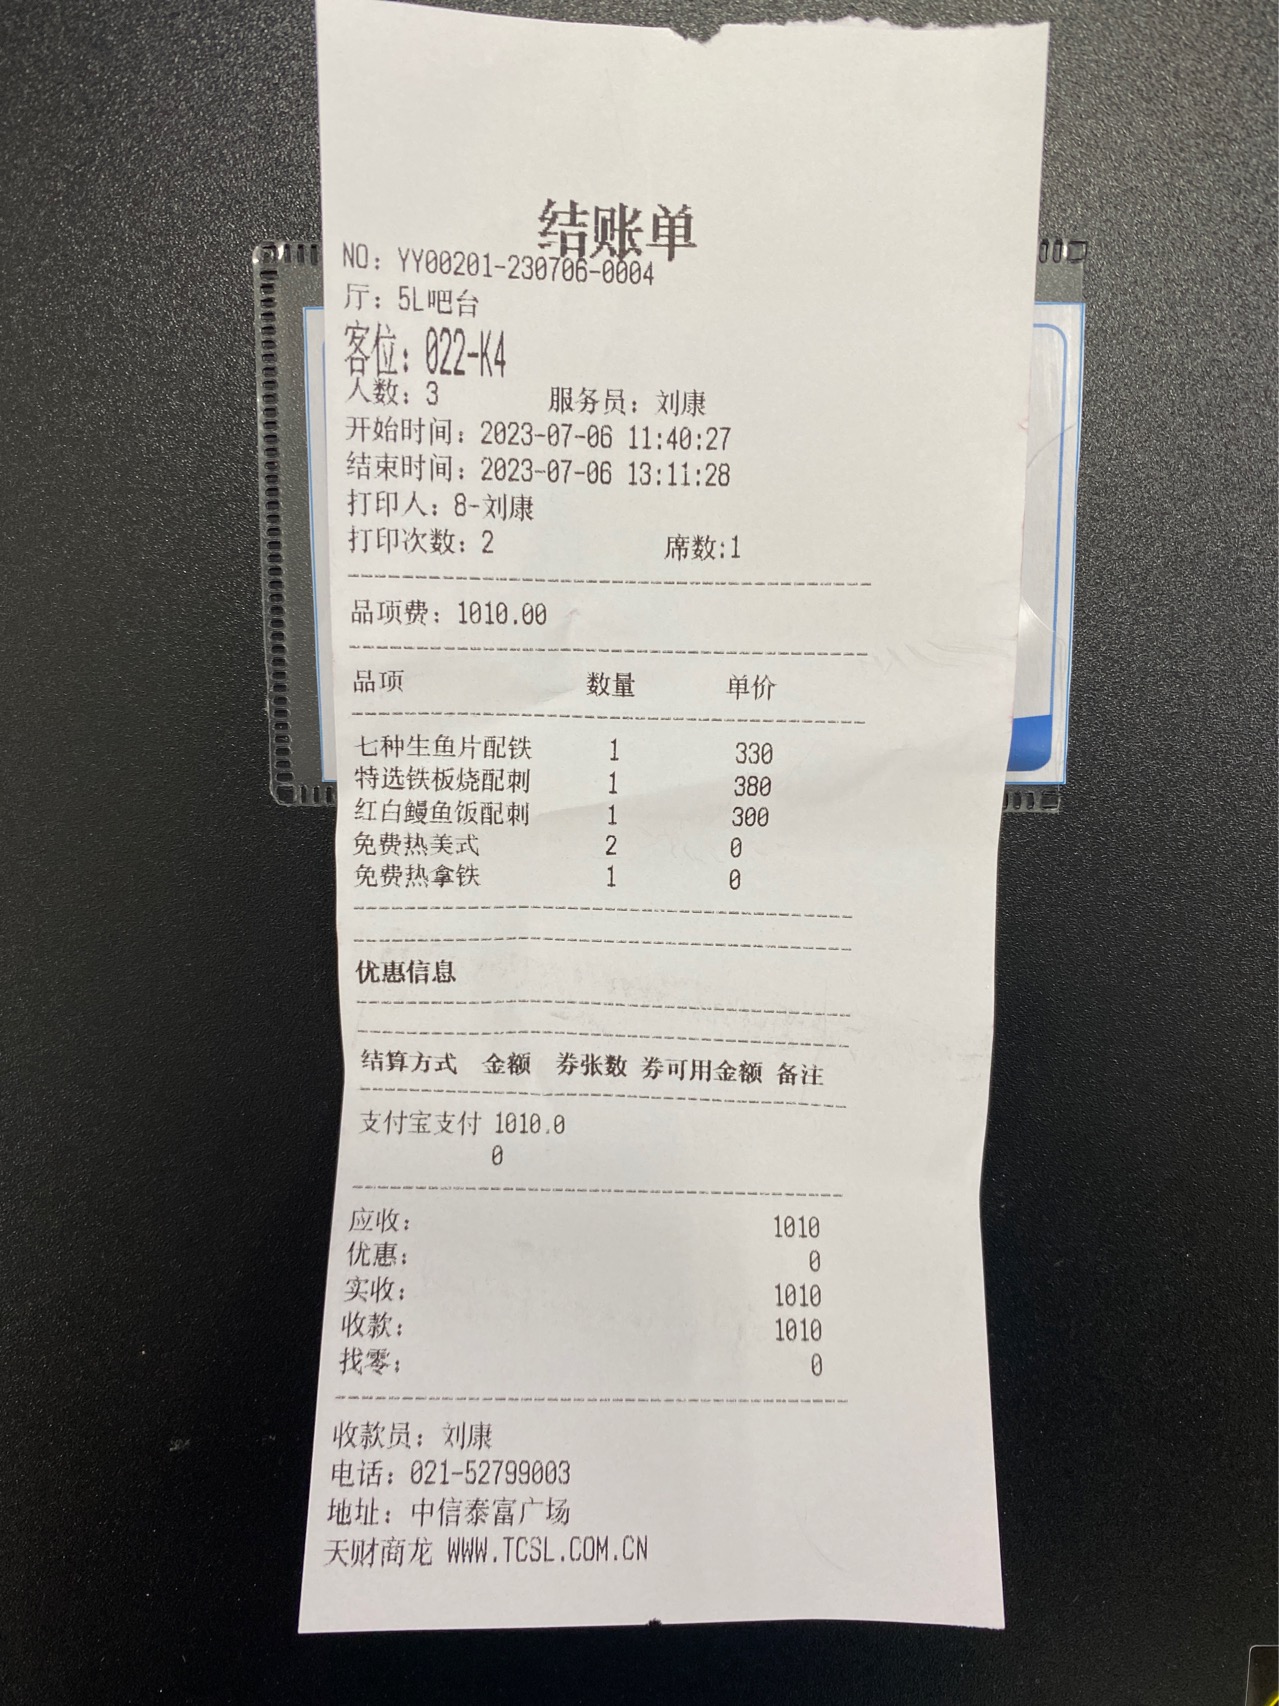 结账单
NO: YY00201-230706-0004
厅: 5L吧台
客位: 022-K4
人数: 3 服务员: 刘康
开始时间: 2023-07-06 11:40:27
结束时间: 2023-07-06 13:11:28
打印人: 8-刘康
打印次数: 2 席数:1
品项费: 1010.00
品项 数量 单价
七种生鱼片配铁 1 330
特选铁板烧配刺 1 380
红白鳗鱼饭配刺 1 300
免费热美式 2 0
免费热拿铁 1 0
优惠信息
结算方式 金额 券张数 券可用金额 备注
支付宝支付 1010.0
0
应收: 1010
优惠: 0
实收: 1010
收款: 1010
找零: 0
收款员: 刘康
电话: 021-52799003
地址: 中信泰富广场
天财商龙 WWW.TCSL.COM.CN